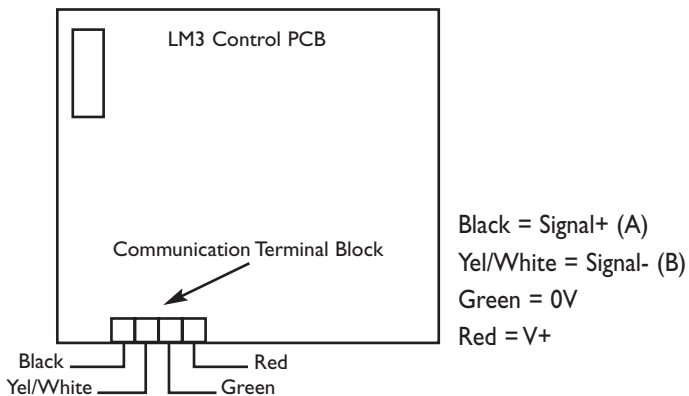 LM3 Control PCB
Communication Terminal Block
Black
Red
Yel/White
Green
Black = Signal+ (A)
Yel/White = Signal- (B)
Green = 0V
Red = V+